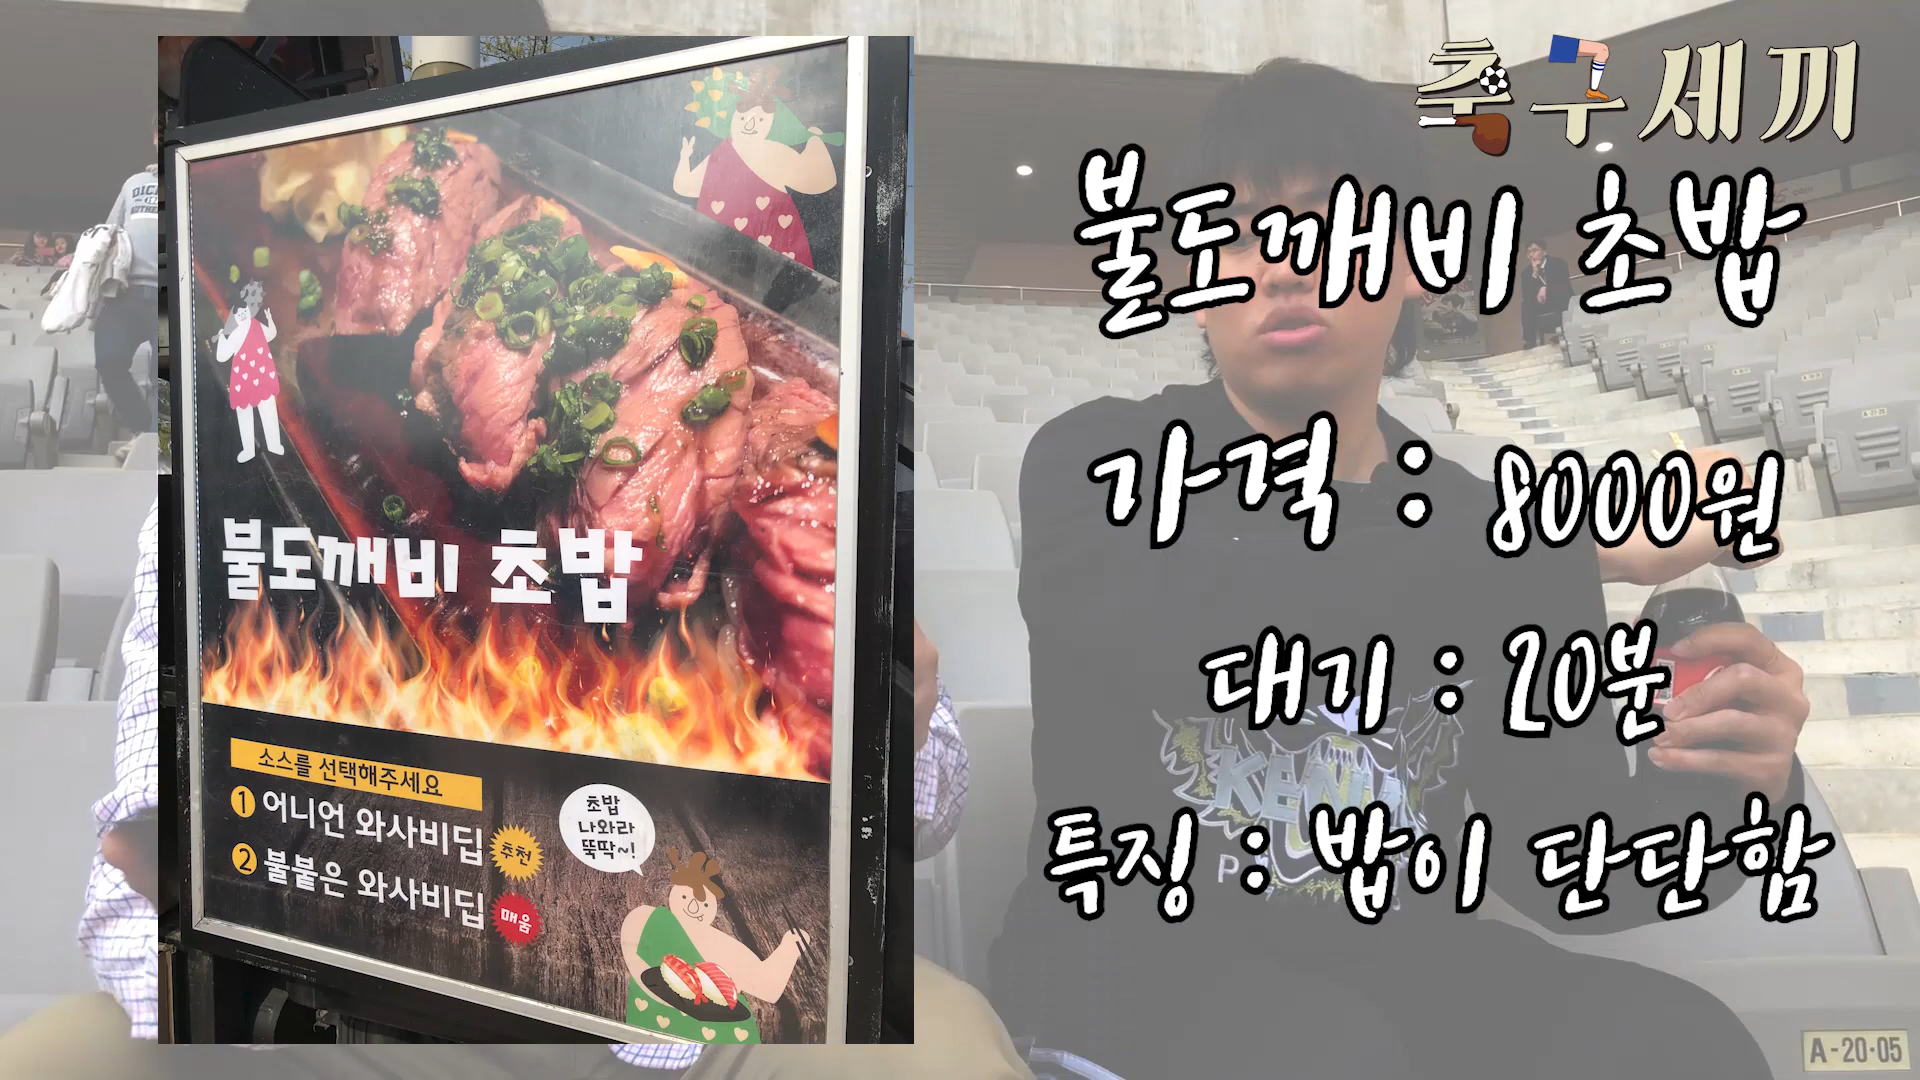 축구세끼
불도깨비 초밥
가격 : 8000원
대기 : 20분
특징 : 밥이 단단함
불도깨비 초밥
소스를 선택해주세요
1 어니언 와사비딥 추천
2 불붙은 와사비딥 매움
초밥
나와라
뚝딱~!
KEN
A-20·05